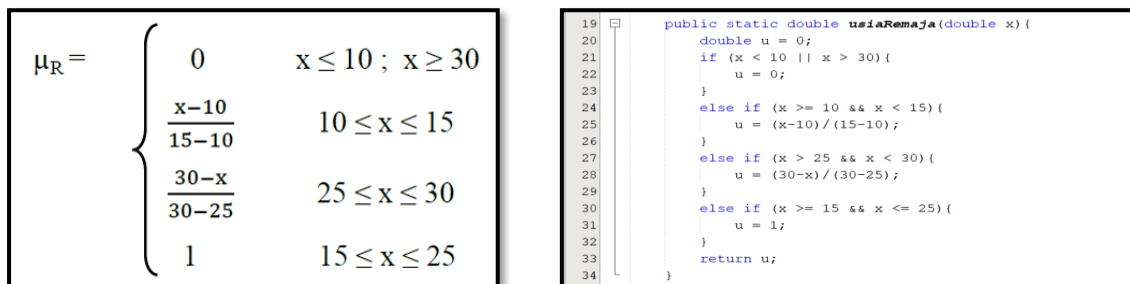 μR =
0 x ≤ 10 ; x ≥ 30
x−10
15−10
10 ≤ x ≤ 15
30−x
30−25
25 ≤ x ≤ 30
1 15 ≤ x ≤ 25
19 public static double usiaRemaja(double x){
20 double u = 0;
21 if (x < 10 || x > 30){
22 u = 0;
23 }
24 else if (x >= 10 && x < 15){
25 u = (x-10)/(15-10);
26 }
27 else if (x > 25 && x < 30){
28 u = (30-x)/(30-25);
29 }
30 else if (x >= 15 && x <= 25){
31 u = 1;
32 }
33 return u;
34 }